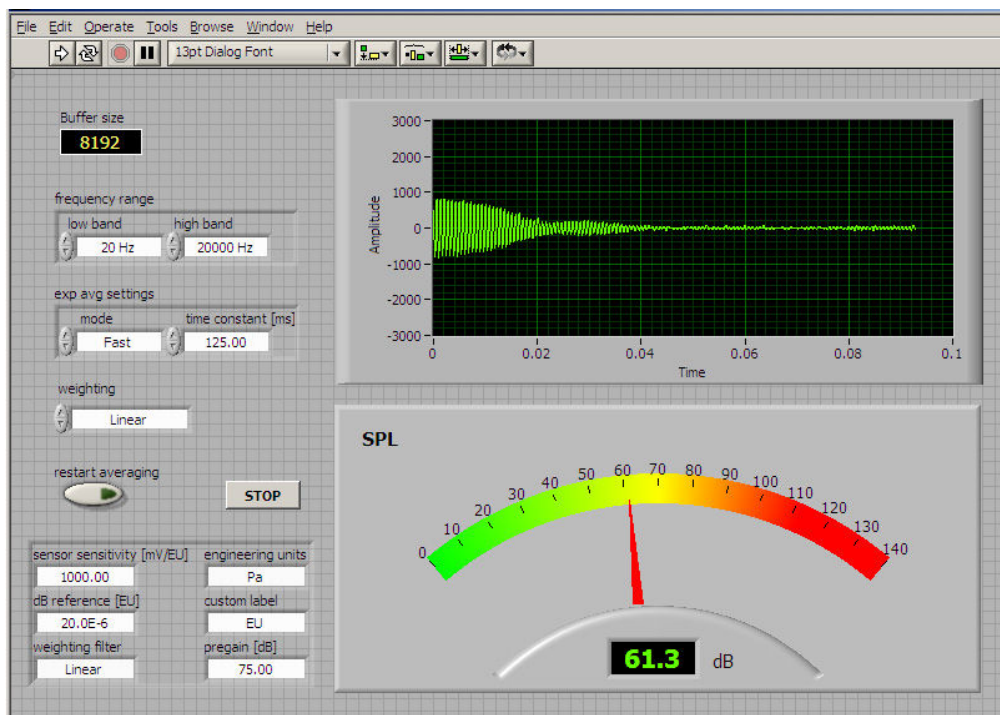 File Edit Operate Tools Browse Window Help
13pt Dialog Font
Buffer size
8192
frequency range
low band high band
20 Hz 20000 Hz
exp avg settings
mode time constant [ms]
Fast 125.00
weighting
Linear
restart averaging
STOP
sensor sensitivity [mV/EU] engineering units
1000.00 Pa
dB reference [EU] custom label
20.0E-6 EU
weighting filter pregain [dB]
Linear 75.00
Amplitude
3000
2000
1000
0
-1000
-2000
-3000
0 0.02 0.04 0.06 0.08 0.1
Time
SPL
0 10 20 30 40 50 60 70 80 90 100 110 120 130 140
61.3 dB